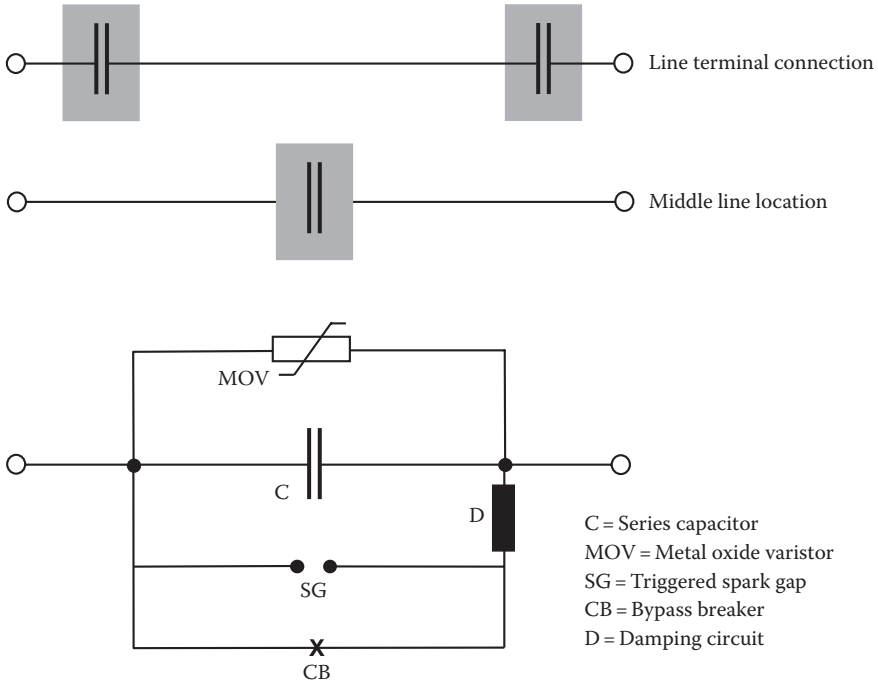 Line terminal connection
Middle line location
MOV
C
D
SG
CB
C = Series capacitor
MOV = Metal oxide varistor
SG = Triggered spark gap
CB = Bypass breaker
D = Damping circuit